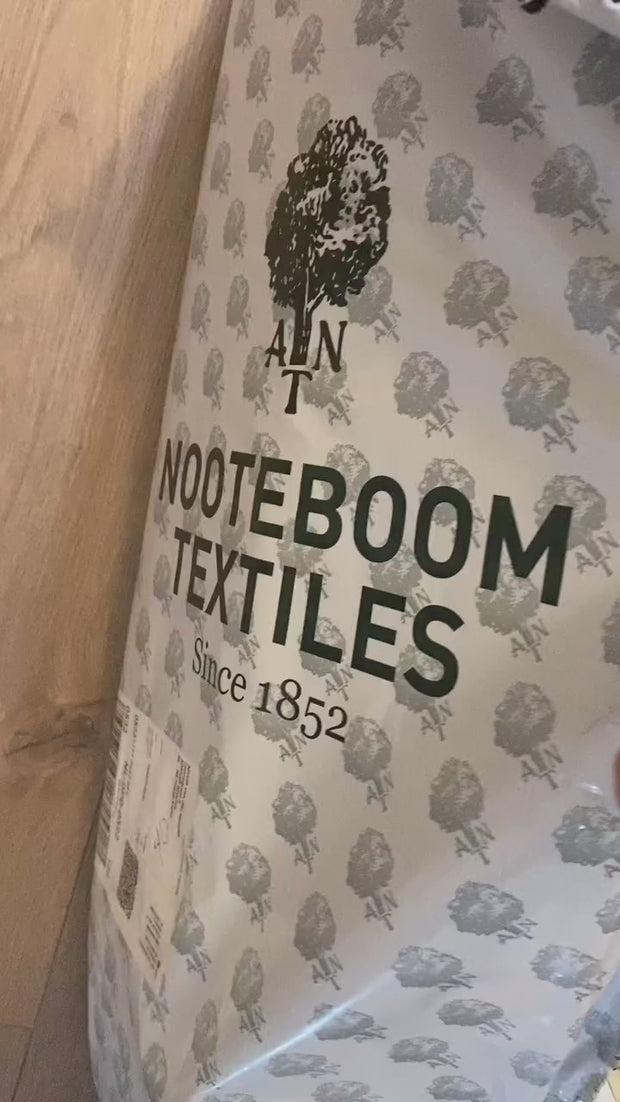 A N
T
NOOTEBOOM
TEXTILES
Since 1852